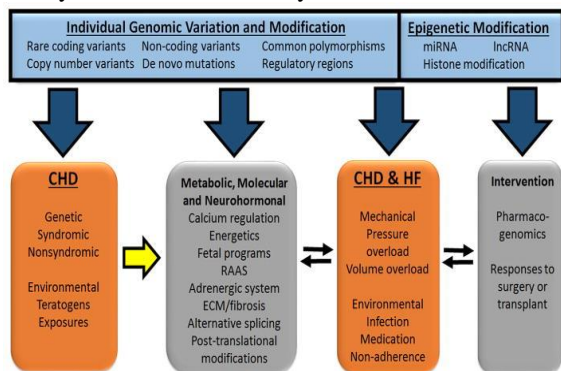 Individual Genomic Variation and Modification
Rare coding variants Non-coding variants Common polymorphisms
Copy number variants De novo mutations Regulatory regions
Epigenetic Modification
miRNA lncRNA
Histone modification
CHD
Genetic
Syndromic
Nonsyndromic
Environmental
Teratogens
Exposures
Metabolic, Molecular
and Neurohormonal
Calcium regulation
Energetics
Fetal programs
RAAS
Adrenergic system
ECM/fibrosis
Alternative splicing
Post-translational
modifications
CHD & HF
Mechanical
Pressure
overload
Volume overload
Environmental
Infection
Medication
Non-adherence
Intervention
Pharmaco-
genomics
Responses to
surgery or
transplant